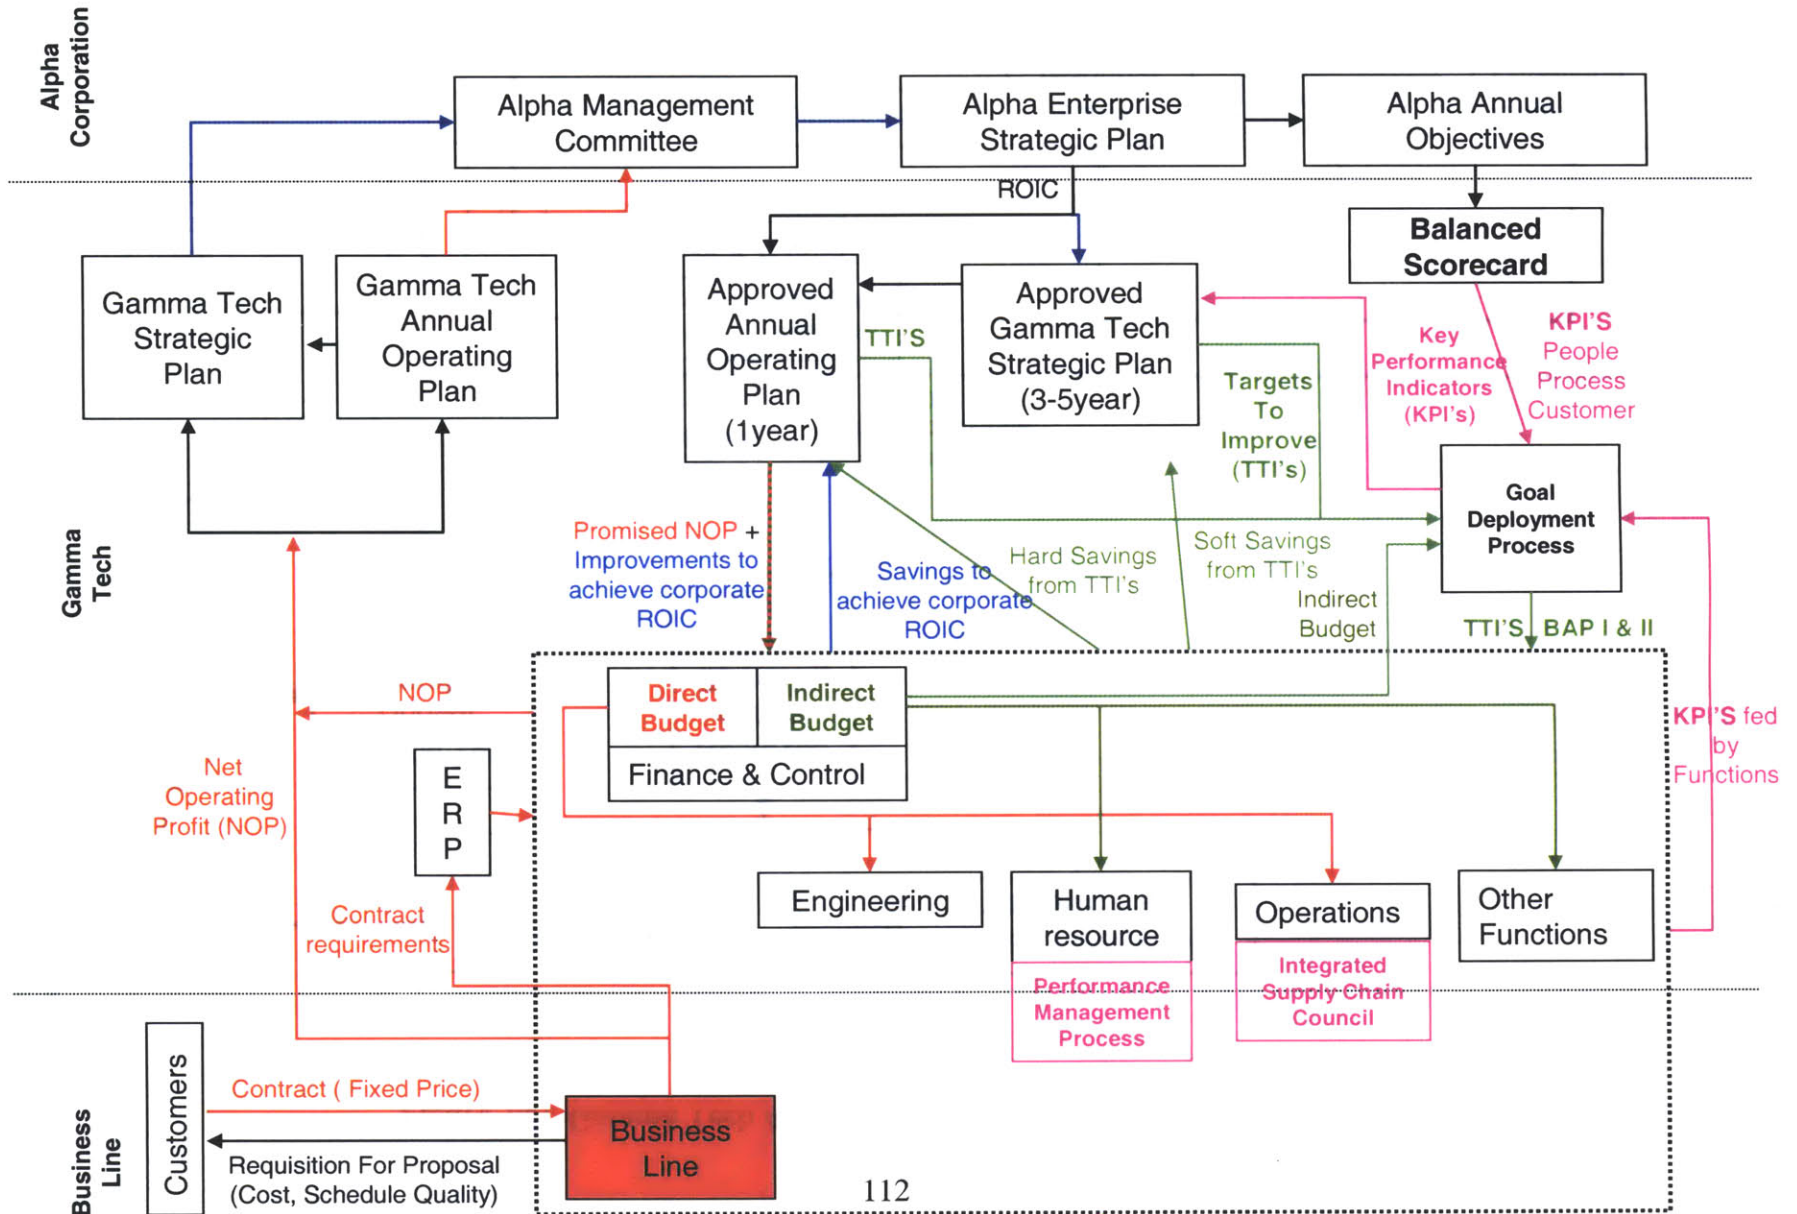 Alpha
Corporation
Alpha Management
Committee
Alpha Enterprise
Strategic Plan
Alpha Annual
Objectives
ROIC
Balanced
Scorecard
Gamma Tech
Strategic
Plan
Gamma Tech
Annual
Operating
Plan
Approved
Annual
Operating
Plan
(1year)
TTI'S
Approved
Gamma Tech
Strategic Plan
(3-5year)
Targets
To
Improve
(TTI's)
Key
Performance
Indicators
(KPI's)
KPI'S
People
Process
Customer
Goal
Deployment
Process
Gamma
Tech
Promised NOP +
Improvements to
achieve corporate
ROIC
Savings to
achieve corporate
ROIC
Hard Savings
from TTI's
Soft Savings
from TTI's
Indirect
Budget
TTI'S BAP I & II
NOP
Direct
Budget
Indirect
Budget
Finance & Control
KPI'S fed
by
Functions
Net
Operating
Profit (NOP)
E
R
P
Contract
requirements
Engineering
Human
resource
Performance
Management
Process
Operations
Integrated
Supply Chain
Council
Other
Functions
Business
Line
Customers
Contract ( Fixed Price)
Requisition For Proposal
(Cost, Schedule Quality)
Business
Line
112